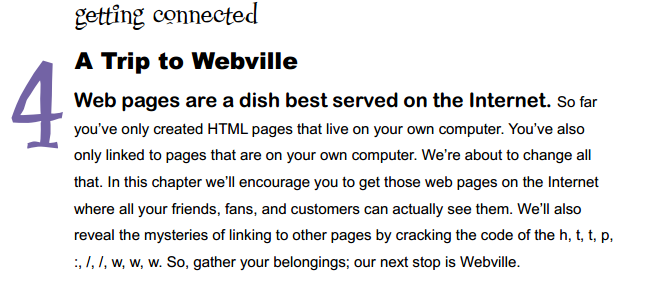 getting connected
4
A Trip to Webville
Web pages are a dish best served on the Internet. So far
you’ve only created HTML pages that live on your own computer. You’ve also
only linked to pages that are on your own computer. We’re about to change all
that. In this chapter we’ll encourage you to get those web pages on the Internet
where all your friends, fans, and customers can actually see them. We’ll also
reveal the mysteries of linking to other pages by cracking the code of the h, t, t, p,
:, /, /, w, w, w. So, gather your belongings; our next stop is Webville.